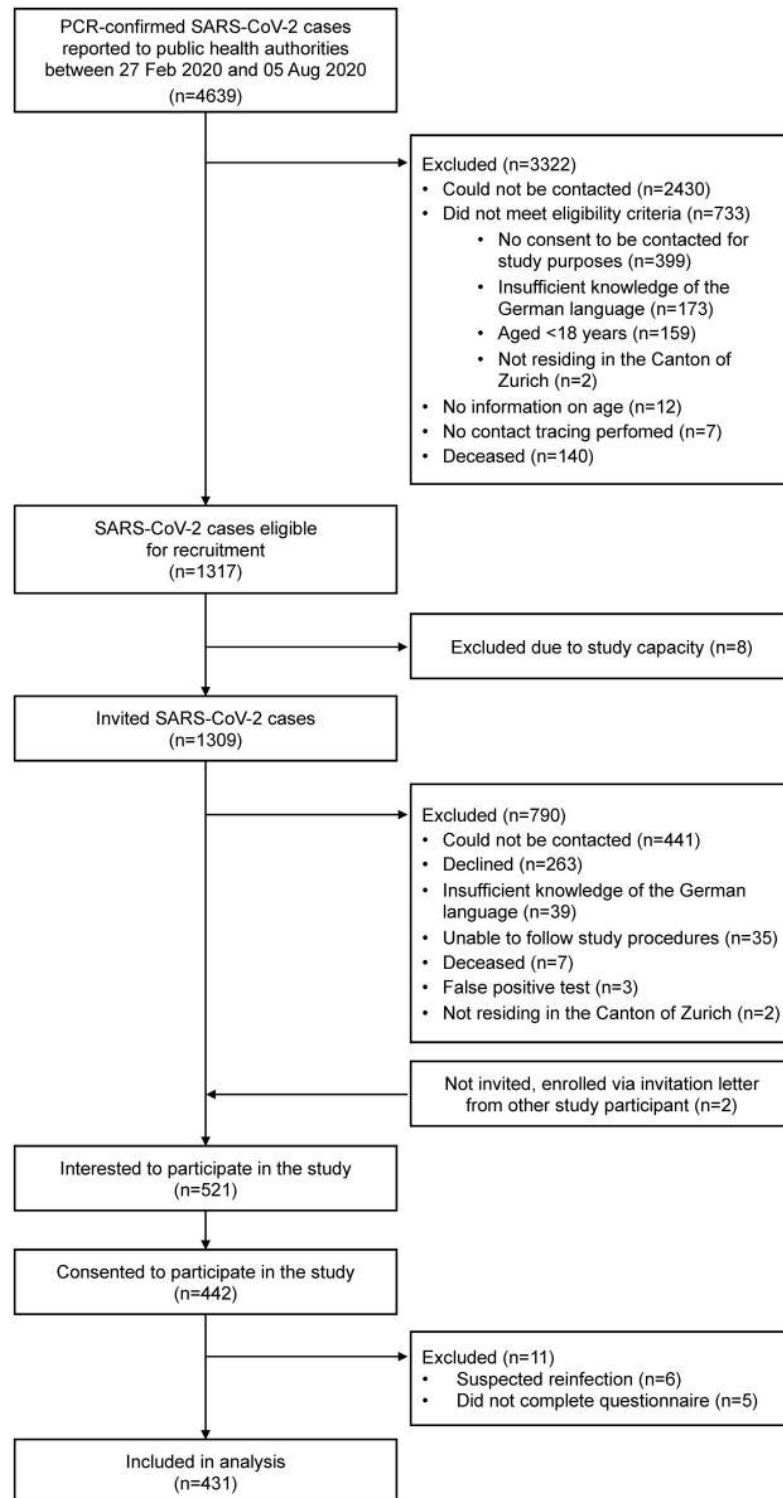 PCR-confirmed SARS-CoV-2 cases
reported to public health authorities
between 27 Feb 2020 and 05 Aug 2020
(n=4639)
Excluded (n=3322)
• Could not be contacted (n=2430)
• Did not meet eligibility criteria (n=733)
• No consent to be contacted for
study purposes (n=399)
• Insufficient knowledge of the
German language (n=173)
• Aged <18 years (n=159)
• Not residing in the Canton of
Zurich (n=2)
• No information on age (n=12)
• No contact tracing perfomed (n=7)
• Deceased (n=140)
SARS-CoV-2 cases eligible
for recruitment
(n=1317)
Excluded due to study capacity (n=8)
Invited SARS-CoV-2 cases
(n=1309)
Excluded (n=790)
• Could not be contacted (n=441)
• Declined (n=263)
• Insufficient knowledge of the German
language (n=39)
• Unable to follow study procedures (n=35)
• Deceased (n=7)
• False positive test (n=3)
• Not residing in the Canton of Zurich (n=2)
Not invited, enrolled via invitation letter
from other study participant (n=2)
Interested to participate in the study
(n=521)
Consented to participate in the study
(n=442)
Excluded (n=11)
• Suspected reinfection (n=6)
• Did not complete questionnaire (n=5)
Included in analysis
(n=431)